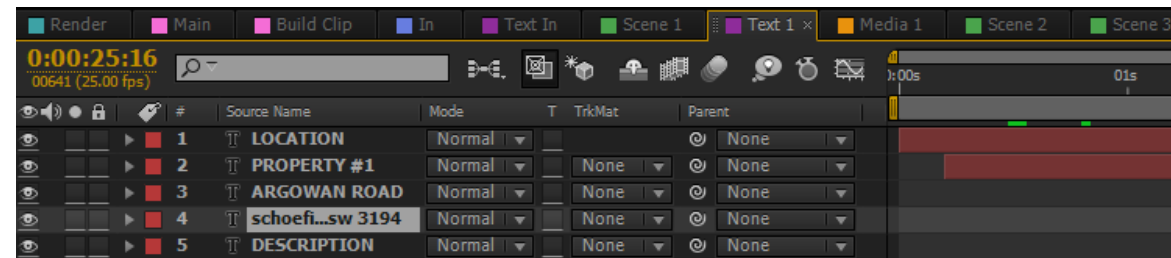 Render Main Build Clip In Text In Scene 1 Text 1 × Media 1 Scene 2 Scene 3
0:00:25:16
00641 (25.00 fps)
):00s 01s
# Source Name Mode T TrkMat Parent
1 T LOCATION Normal None
2 T PROPERTY #1 Normal None None
3 T ARGOWAN ROAD Normal None None
4 T schoefi...sw 3194 Normal None None
5 T DESCRIPTION Normal None None